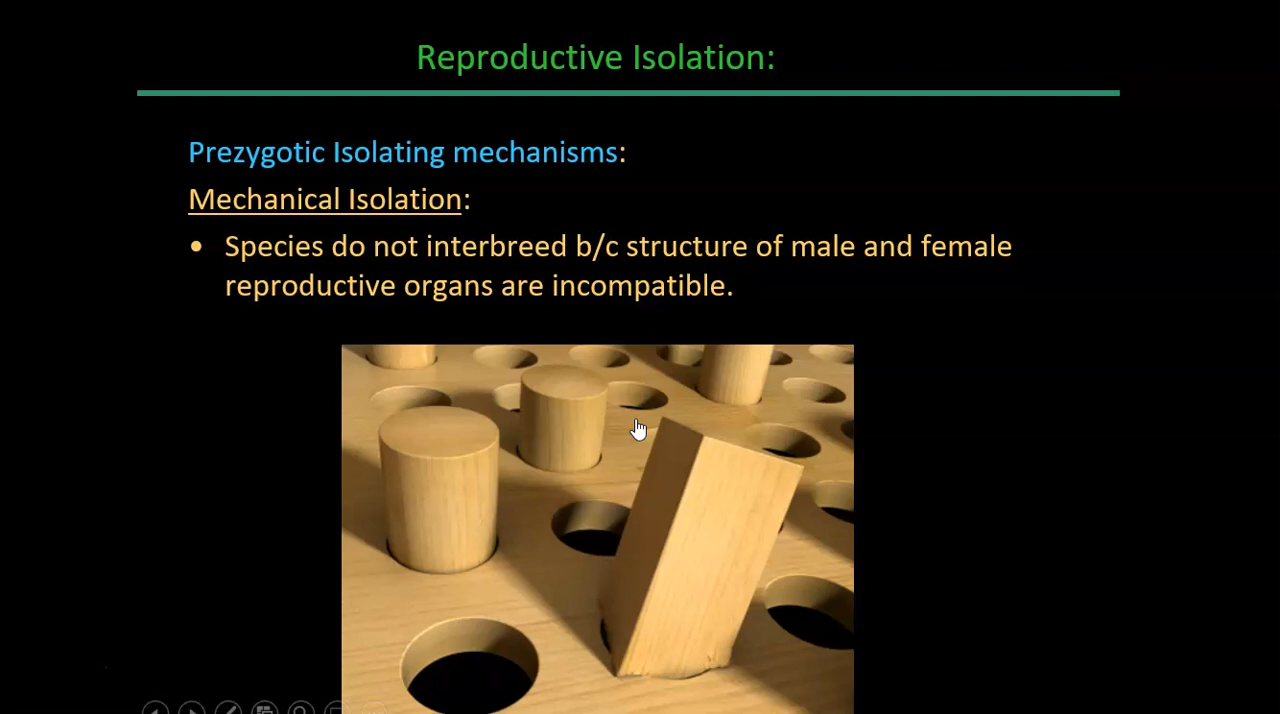 Reproductive Isolation:
Prezygotic Isolating mechanisms:
Mechanical Isolation:
• Species do not interbreed b/c structure of male and female
reproductive organs are incompatible.